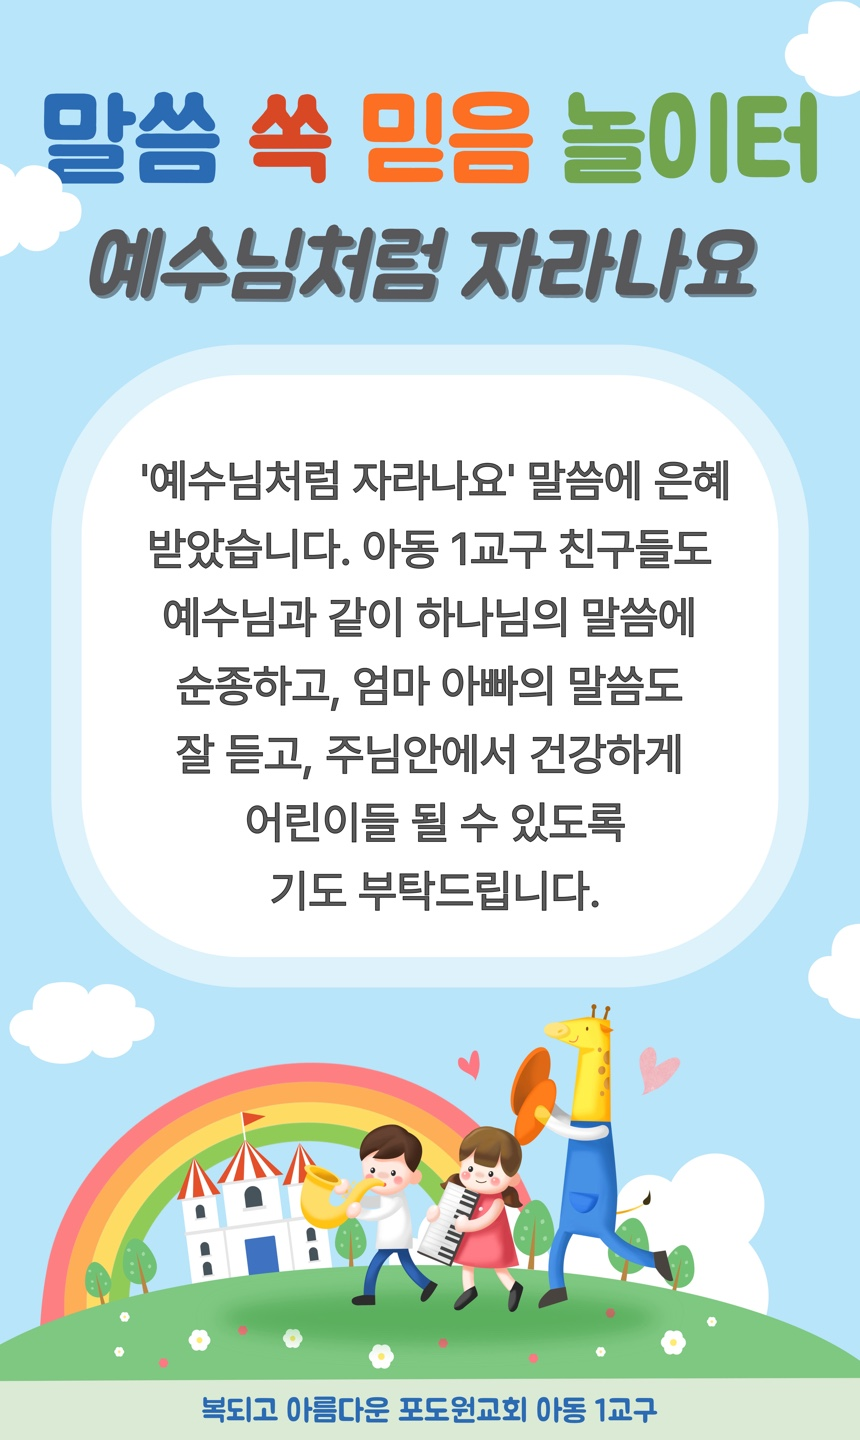 말씀 쏙 믿음 놀이터
예수님처럼 자라나요
'예수님처럼 자라나요' 말씀에 은혜
받았습니다. 아동 1교구 친구들도
예수님과 같이 하나님의 말씀에
순종하고, 엄마 아빠의 말씀도
잘 듣고, 주님안에서 건강하게
어린이들 될 수 있도록
기도 부탁드립니다.
복되고 아름다운 포도원교회 아동 1교구